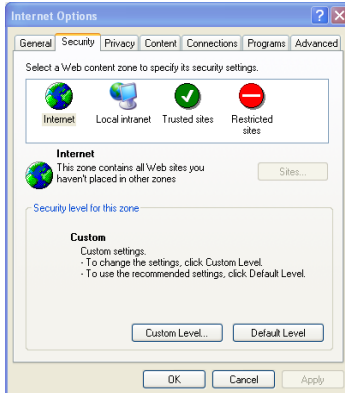 Internet Options
General Security Privacy Content Connections Programs Advanced
Select a Web content zone to specify its security settings.
Internet Local intranet Trusted sites Restricted sites
Internet
This zone contains all Web sites you
haven't placed in other zones
Sites...
Security level for this zone
Custom
Custom settings.
- To change the settings, click Custom Level.
- To use the recommended settings, click Default Level.
Custom Level... Default Level
OK Cancel Apply